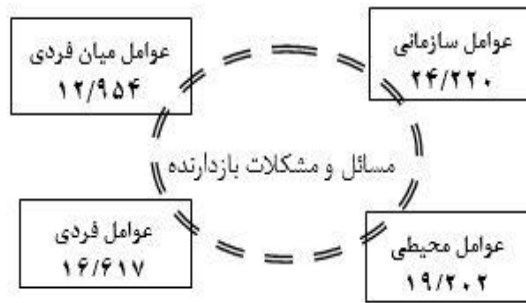 عوامل سازمانی
۲۴/۲۲۰
عوامل میان فردی
۱۲/۹۵۴
مسائل و مشکلات بازدارنده
عوامل محیطی
۱۹/۲۰۲
عوامل فردی
۱۶/۶۱۷